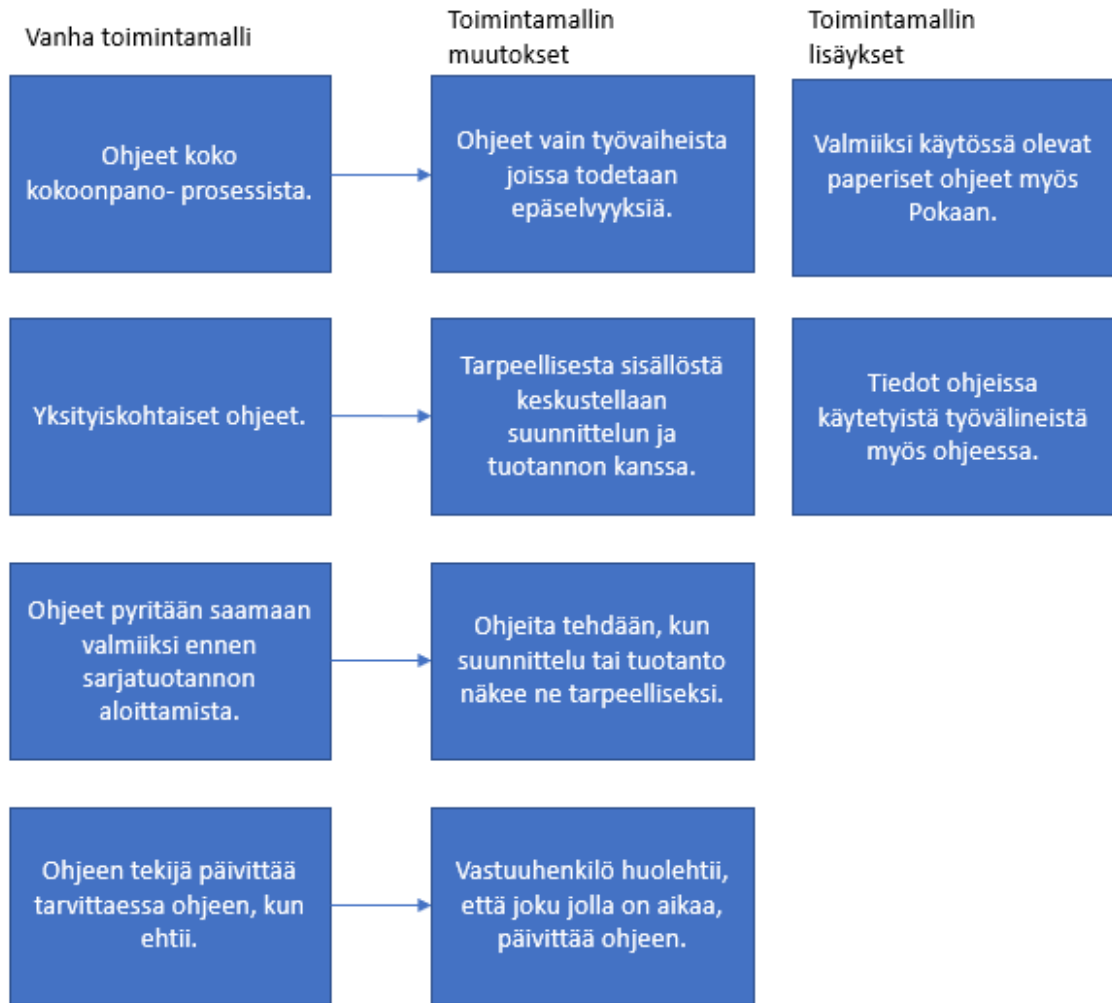 Vanha toimintamalli
Toimintamallin
muutokset
Toimintamallin
lisäykset
Ohjeet koko
kokoonpano- prosessista.
Ohjeet vain työvaiheista
joissa todetaan
epäselvyyksiä.
Valmiiksi käytössä olevat
paperiset ohjeet myös
Pokaan.
Yksityiskohtaiset ohjeet.
Tarpeellisesta sisällöstä
keskustellaan
suunnittelun ja
tuotannon kanssa.
Tiedot ohjeissa
käytetyistä työvälineistä
myös ohjeessa.
Ohjeet pyritään saamaan
valmiiksi ennen
sarjatuotannon
aloittamista.
Ohjeita tehdään, kun
suunnittelu tai tuotanto
näkee ne tarpeelliseksi.
Ohjeen tekijä päivittää
tarvittaessa ohjeen, kun
ehtii.
Vastuuhenkilö huolehtii,
että joku jolla on aikaa,
päivittää ohjeen.